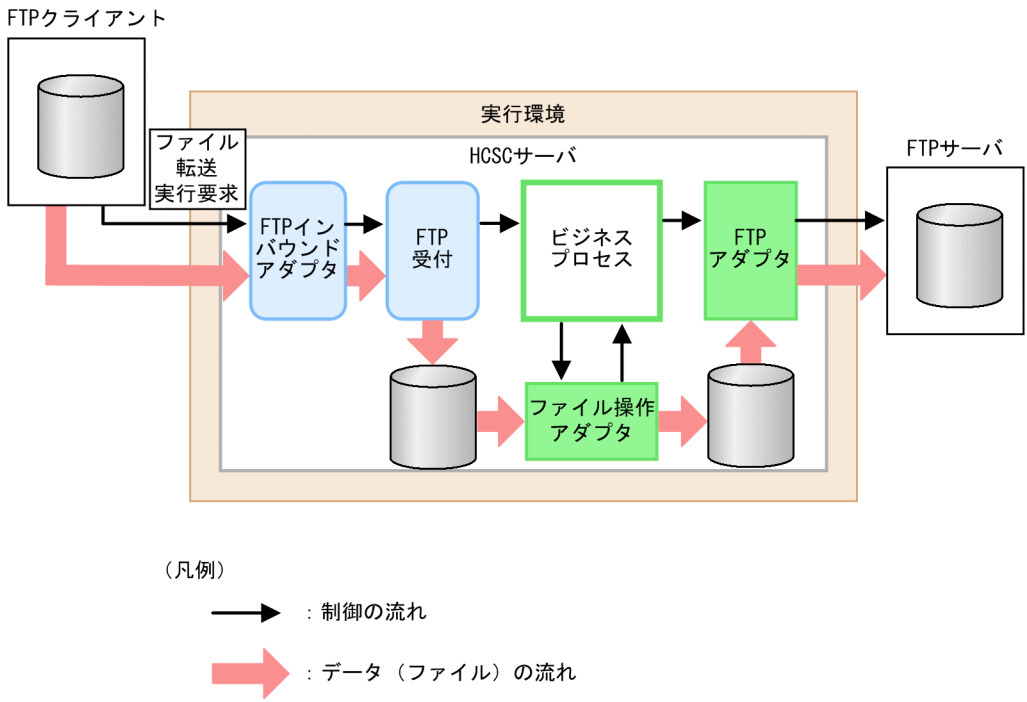 FTPクライアント
ファイル
転送
実行要求
実行環境
HCSCサーバ
FTPサーバ
FTPイン
バウンド
アダプタ
FTP
受付
ビジネス
プロセス
FTP
アダプタ
ファイル操作
アダプタ
（凡例）
：制御の流れ
：データ（ファイル）の流れ